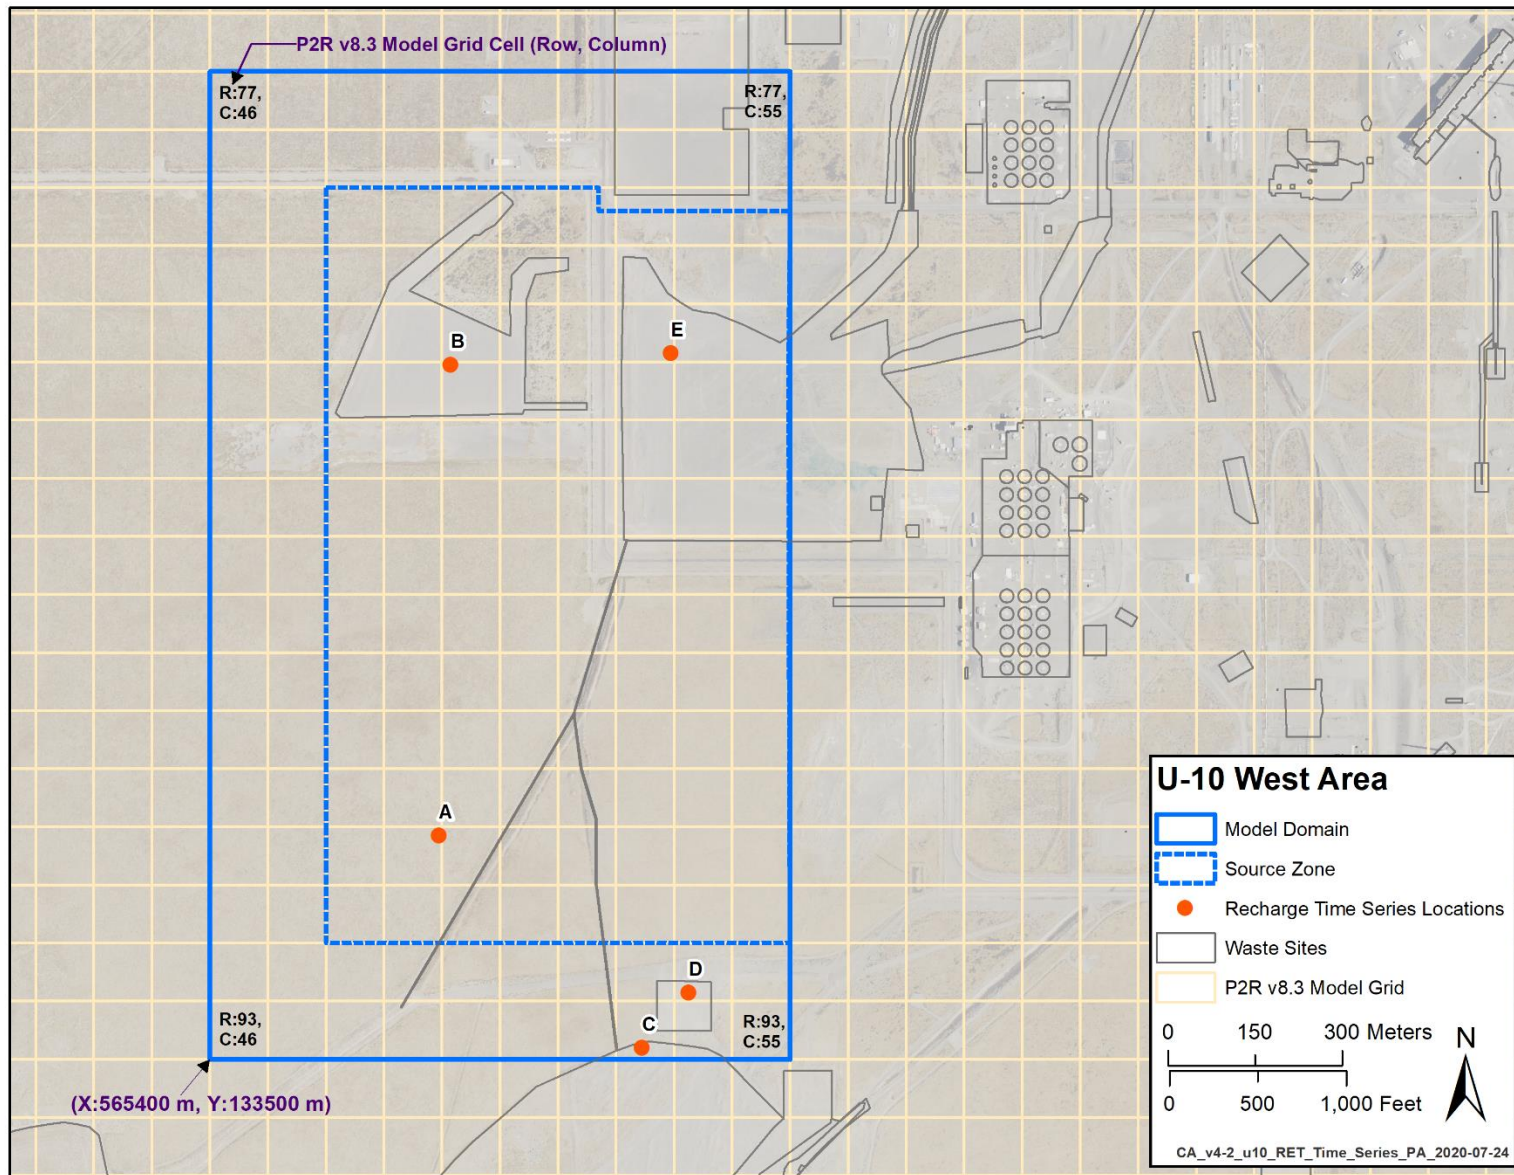 P2R v8.3 Model Grid Cell (Row, Column)
R:77,
C:46
R:77,
C:55
B
E
A
D
C
R:93,
C:46
R:93,
C:55
(X:565400 m, Y:133500 m)
U-10 West Area
Model Domain
Source Zone
Recharge Time Series Locations
Waste Sites
P2R v8.3 Model Grid
0 150 300 Meters
N
0 500 1,000 Feet
CA_v4-2_u10_RET_Time_Series_PA_2020-07-24